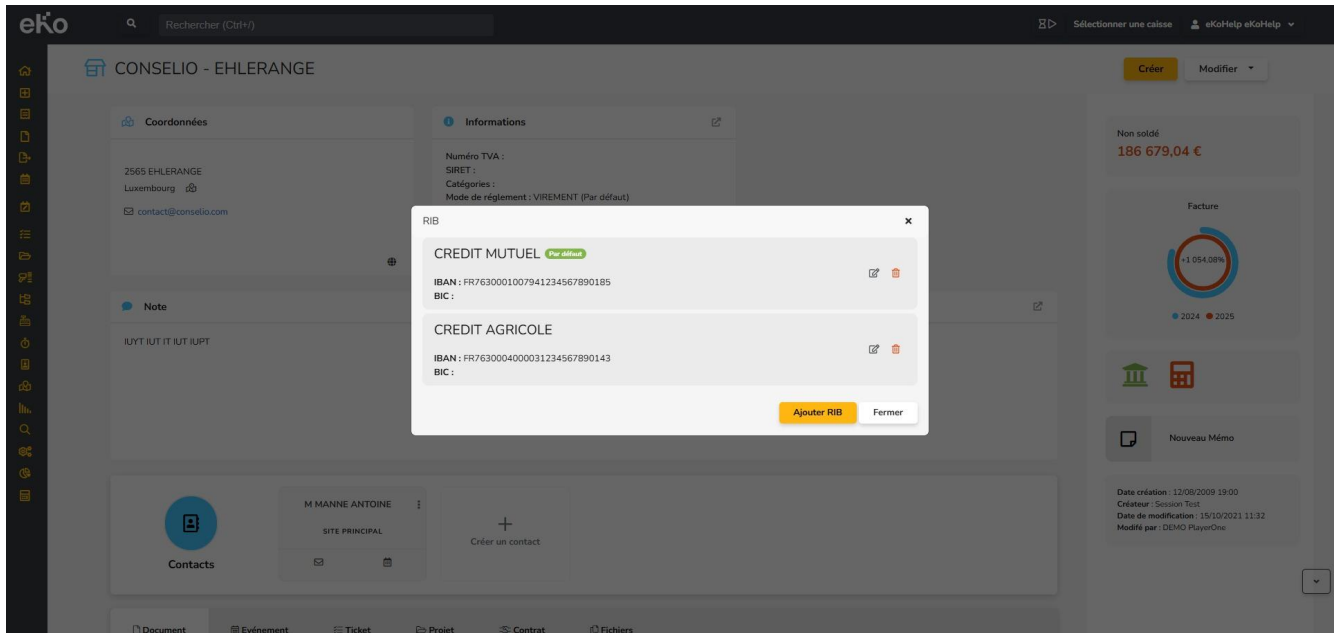 eKo
Rechercher (Ctrl+/)
Sélectionner une caisse
eKoHelp eKoHelp
CONSELIO - EHLERANGE
Créer
Modifier
Coordonnées
2565 EHLERANGE
Luxembourg
contact@conselio.com
Informations
Numéro TVA :
SIRET :
Catégories :
Mode de réglement : VIREMENT (Par défaut)
Non soldé
186 679,04 €
Facture
+1 054,08%
2024 2025
RIB
CREDIT MUTUEL Par défaut
IBAN : FR7630001007941234567890185
BIC :
CREDIT AGRICOLE
IBAN : FR7630004000031234567890143
BIC :
Ajouter RIB
Fermer
Note
IUYT IUT IT IUT IUPT
Nouveau Mémo
Date création : 12/08/2009 19:00
Créateur : Session Test
Date de modification : 15/10/2021 11:32
Modifé par : DEMO PlayerOne
Contacts
M MANNE ANTOINE
SITE PRINCIPAL
Créer un contact
Document
Evénement
Ticket
Projet
Contrat
Fichiers